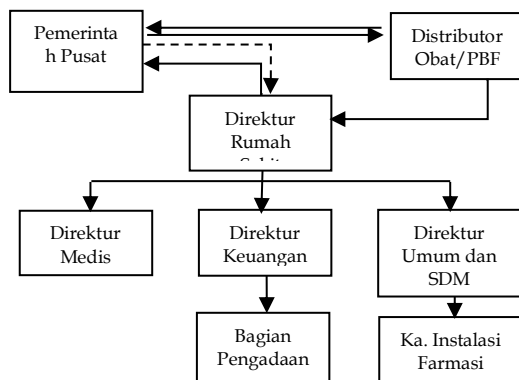 Pemerinta
h Pusat
Distributor
Obat/PBF
Direktur
Rumah
Direktur
Medis
Direktur
Keuangan
Direktur
Umum dan
SDM
Bagian
Pengadaan
Ka. Instalasi
Farmasi